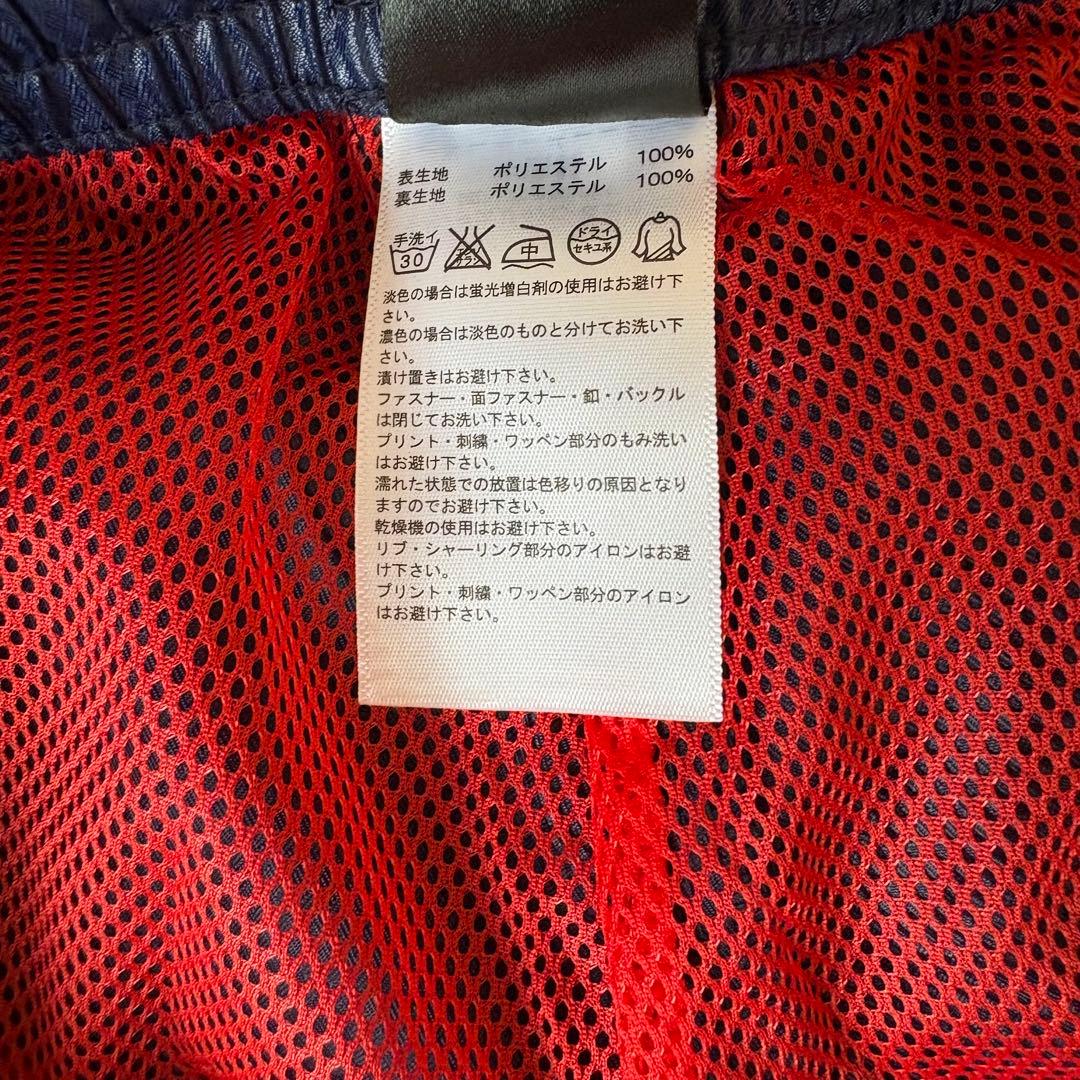 表生地 ポリエステル 100%
裏生地 ポリエステル 100%
手洗イ 30 中 ドライ セキユ系
淡色の場合は蛍光増白剤の使用はお避け下
さい。
濃色の場合は淡色のものと分けてお洗い下
さい。
漬け置きはお避け下さい。
ファスナー・面ファスナー・釦・バックル
は閉じてお洗い下さい。
プリント・刺繍・ワッペン部分のもみ洗い
はお避け下さい。
濡れた状態での放置は色移りの原因となり
ますのでお避け下さい。
乾燥機の使用はお避け下さい。
リブ・シャーリング部分のアイロンはお避
け下さい。
プリント・刺繍・ワッペン部分のアイロン
はお避け下さい。